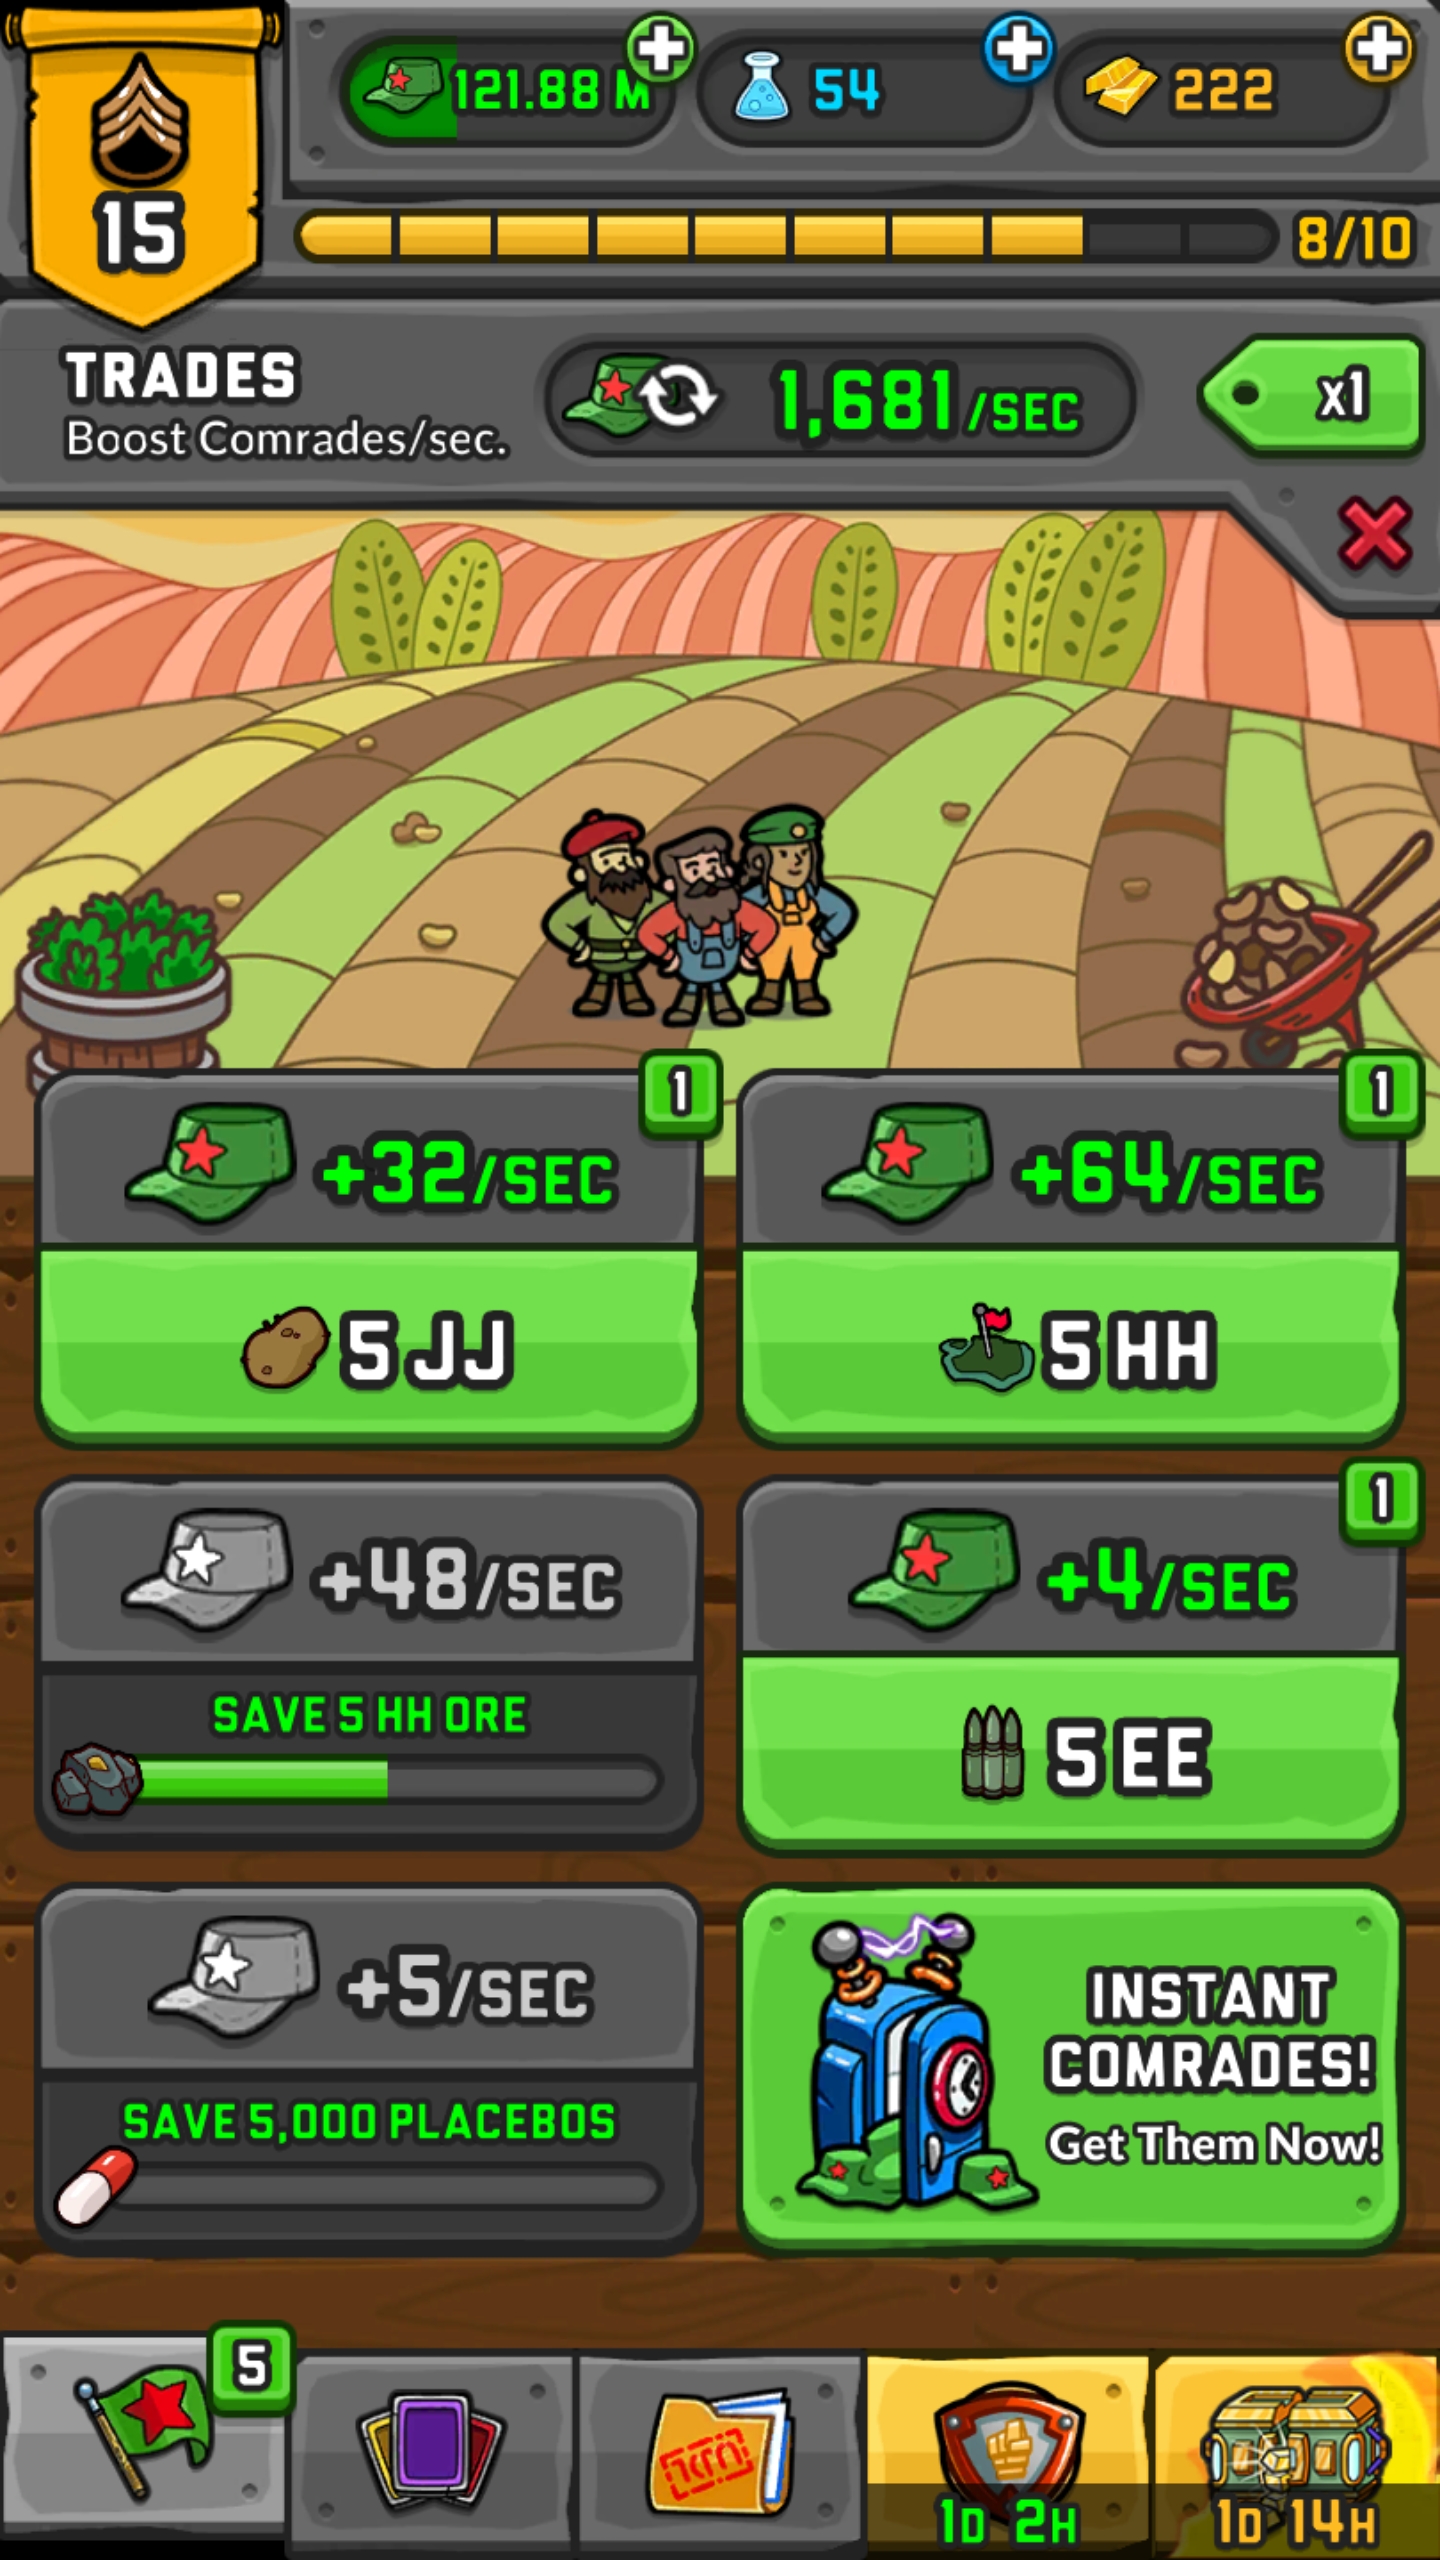 121.88 M
54
222
15
8/10
TRADES
Boost Comrades/sec.
1,681/SEC
x1
1
+32/SEC
5 JJ
1
+64/SEC
5 HH
+48/SEC
SAVE 5 HH ORE
1
+4/SEC
5 EE
+5/SEC
SAVE 5,000 PLACEBOS
INSTANT
COMRADES!
Get Them Now!
5
1D 2H
1D 14H